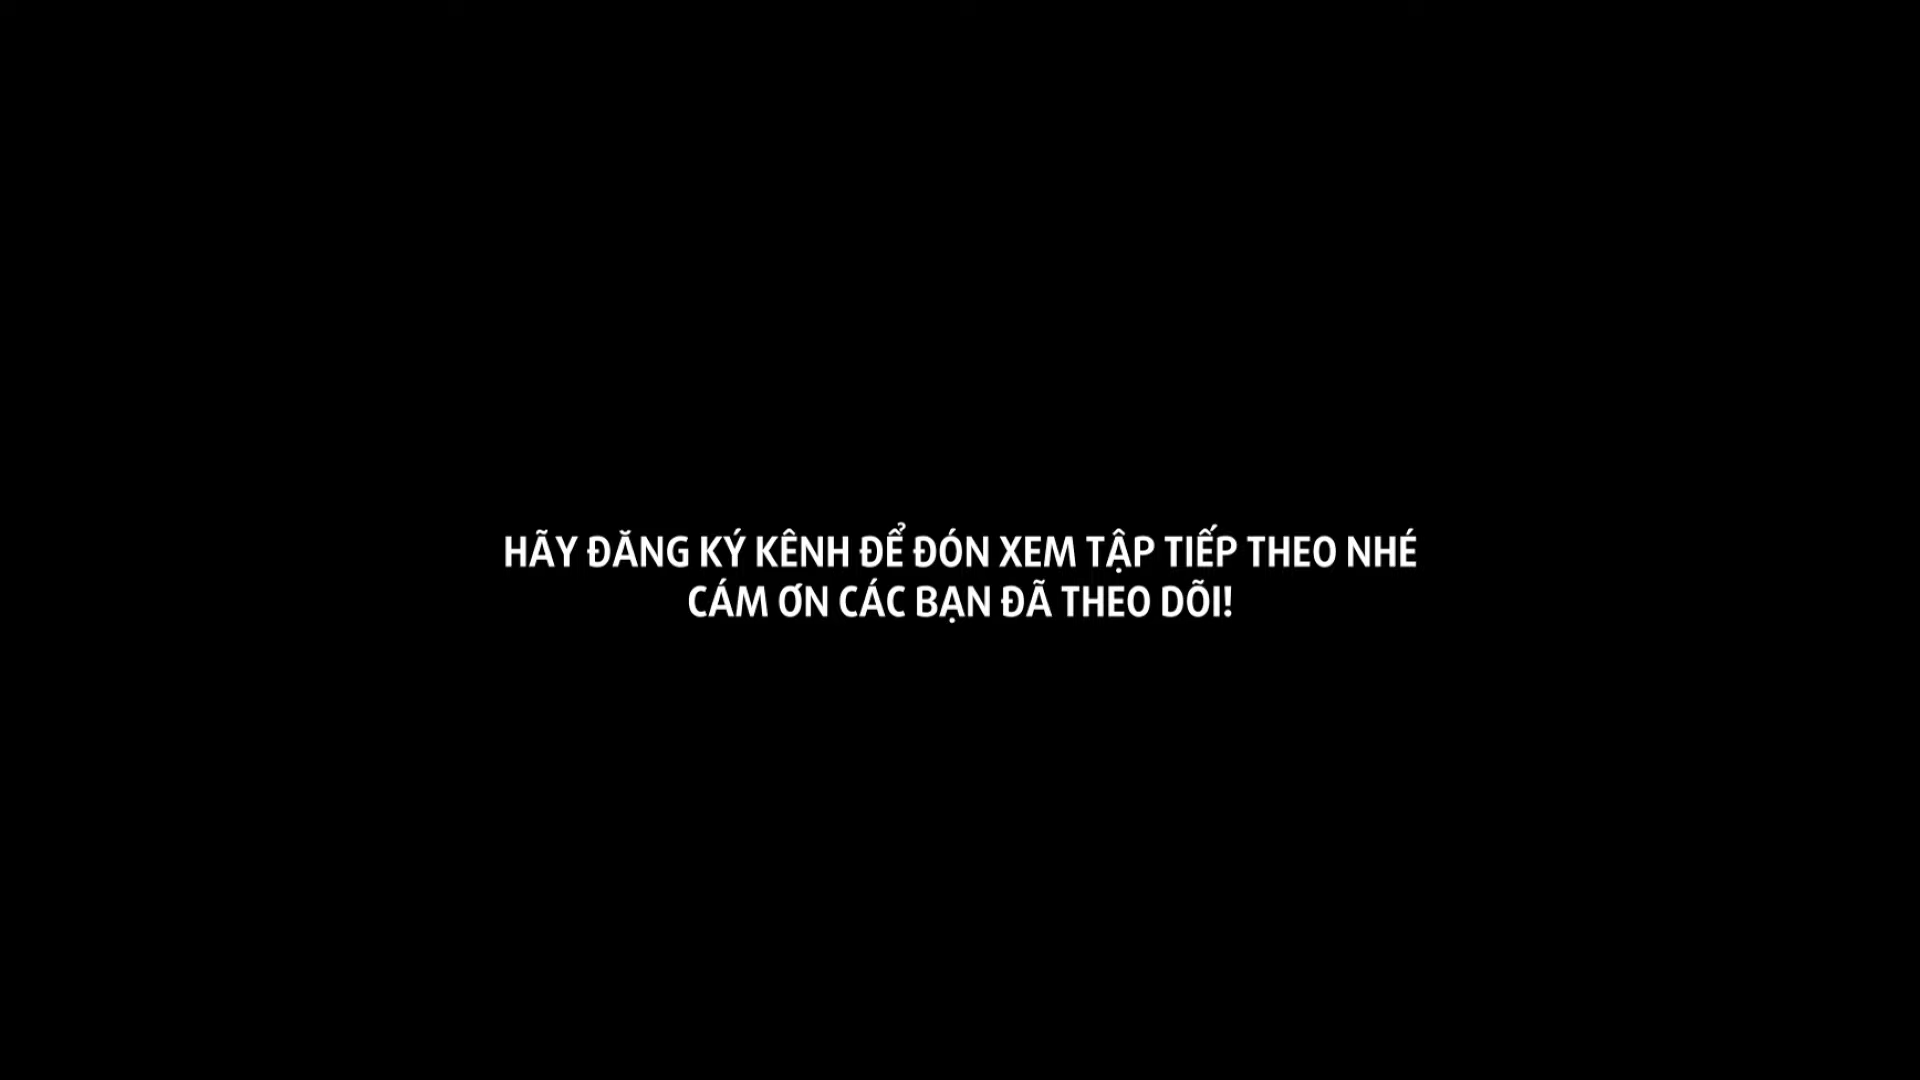 HÃY ĐĂNG KÝ KÊNH ĐỂ ĐÓN XEM TẬP TIẾP THEO NHÉ
CÁM ƠN CÁC BẠN ĐÃ THEO DÕI!